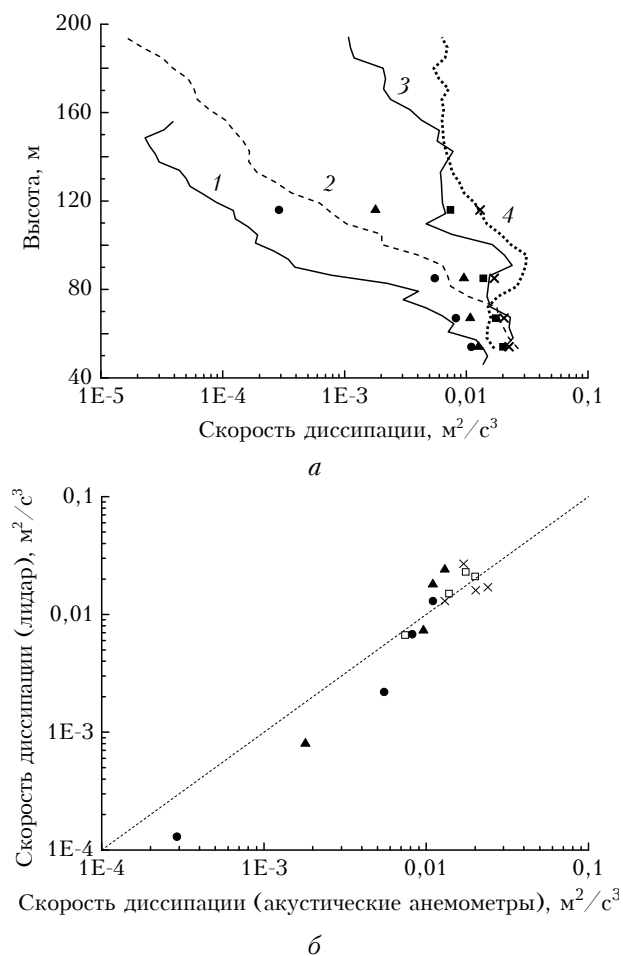 200
160
120
80
40
Высота, м
1
2
3
4
1E-5
1E-4
1E-3
0,01
0,1
Скорость диссипации, м²/с³
а
0,1
0,01
1E-3
1E-4
Скорость диссипации (лидар), м²/с³
1E-4
1E-3
0,01
0,1
Скорость диссипации (акустические анемометры), м²/с³
б